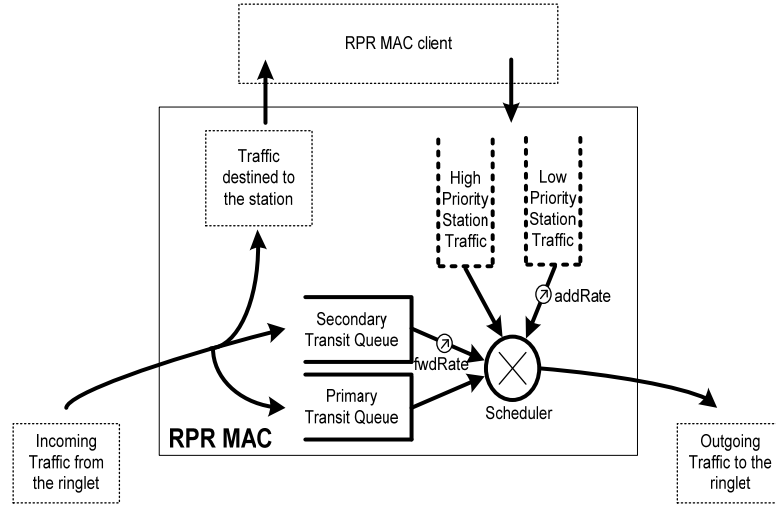 RPR MAC client
Traffic
destined to
the station
High
Priority
Station
Traffic
Low
Priority
Station
Traffic
addRate
Secondary
Transit Queue
fwdRate
Primary
Transit Queue
Scheduler
RPR MAC
Incoming
Traffic from
the ringlet
Outgoing
Traffic to the
ringlet